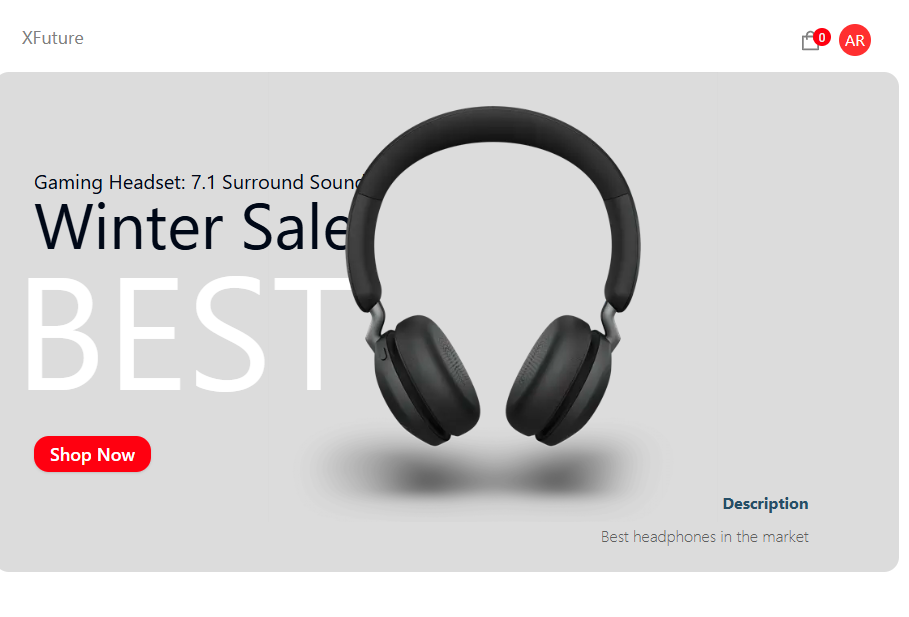 XFuture
0
AR
Gaming Headset: 7.1 Surround Sound
Winter Sale
BEST
Shop Now
Description
Best headphones in the market